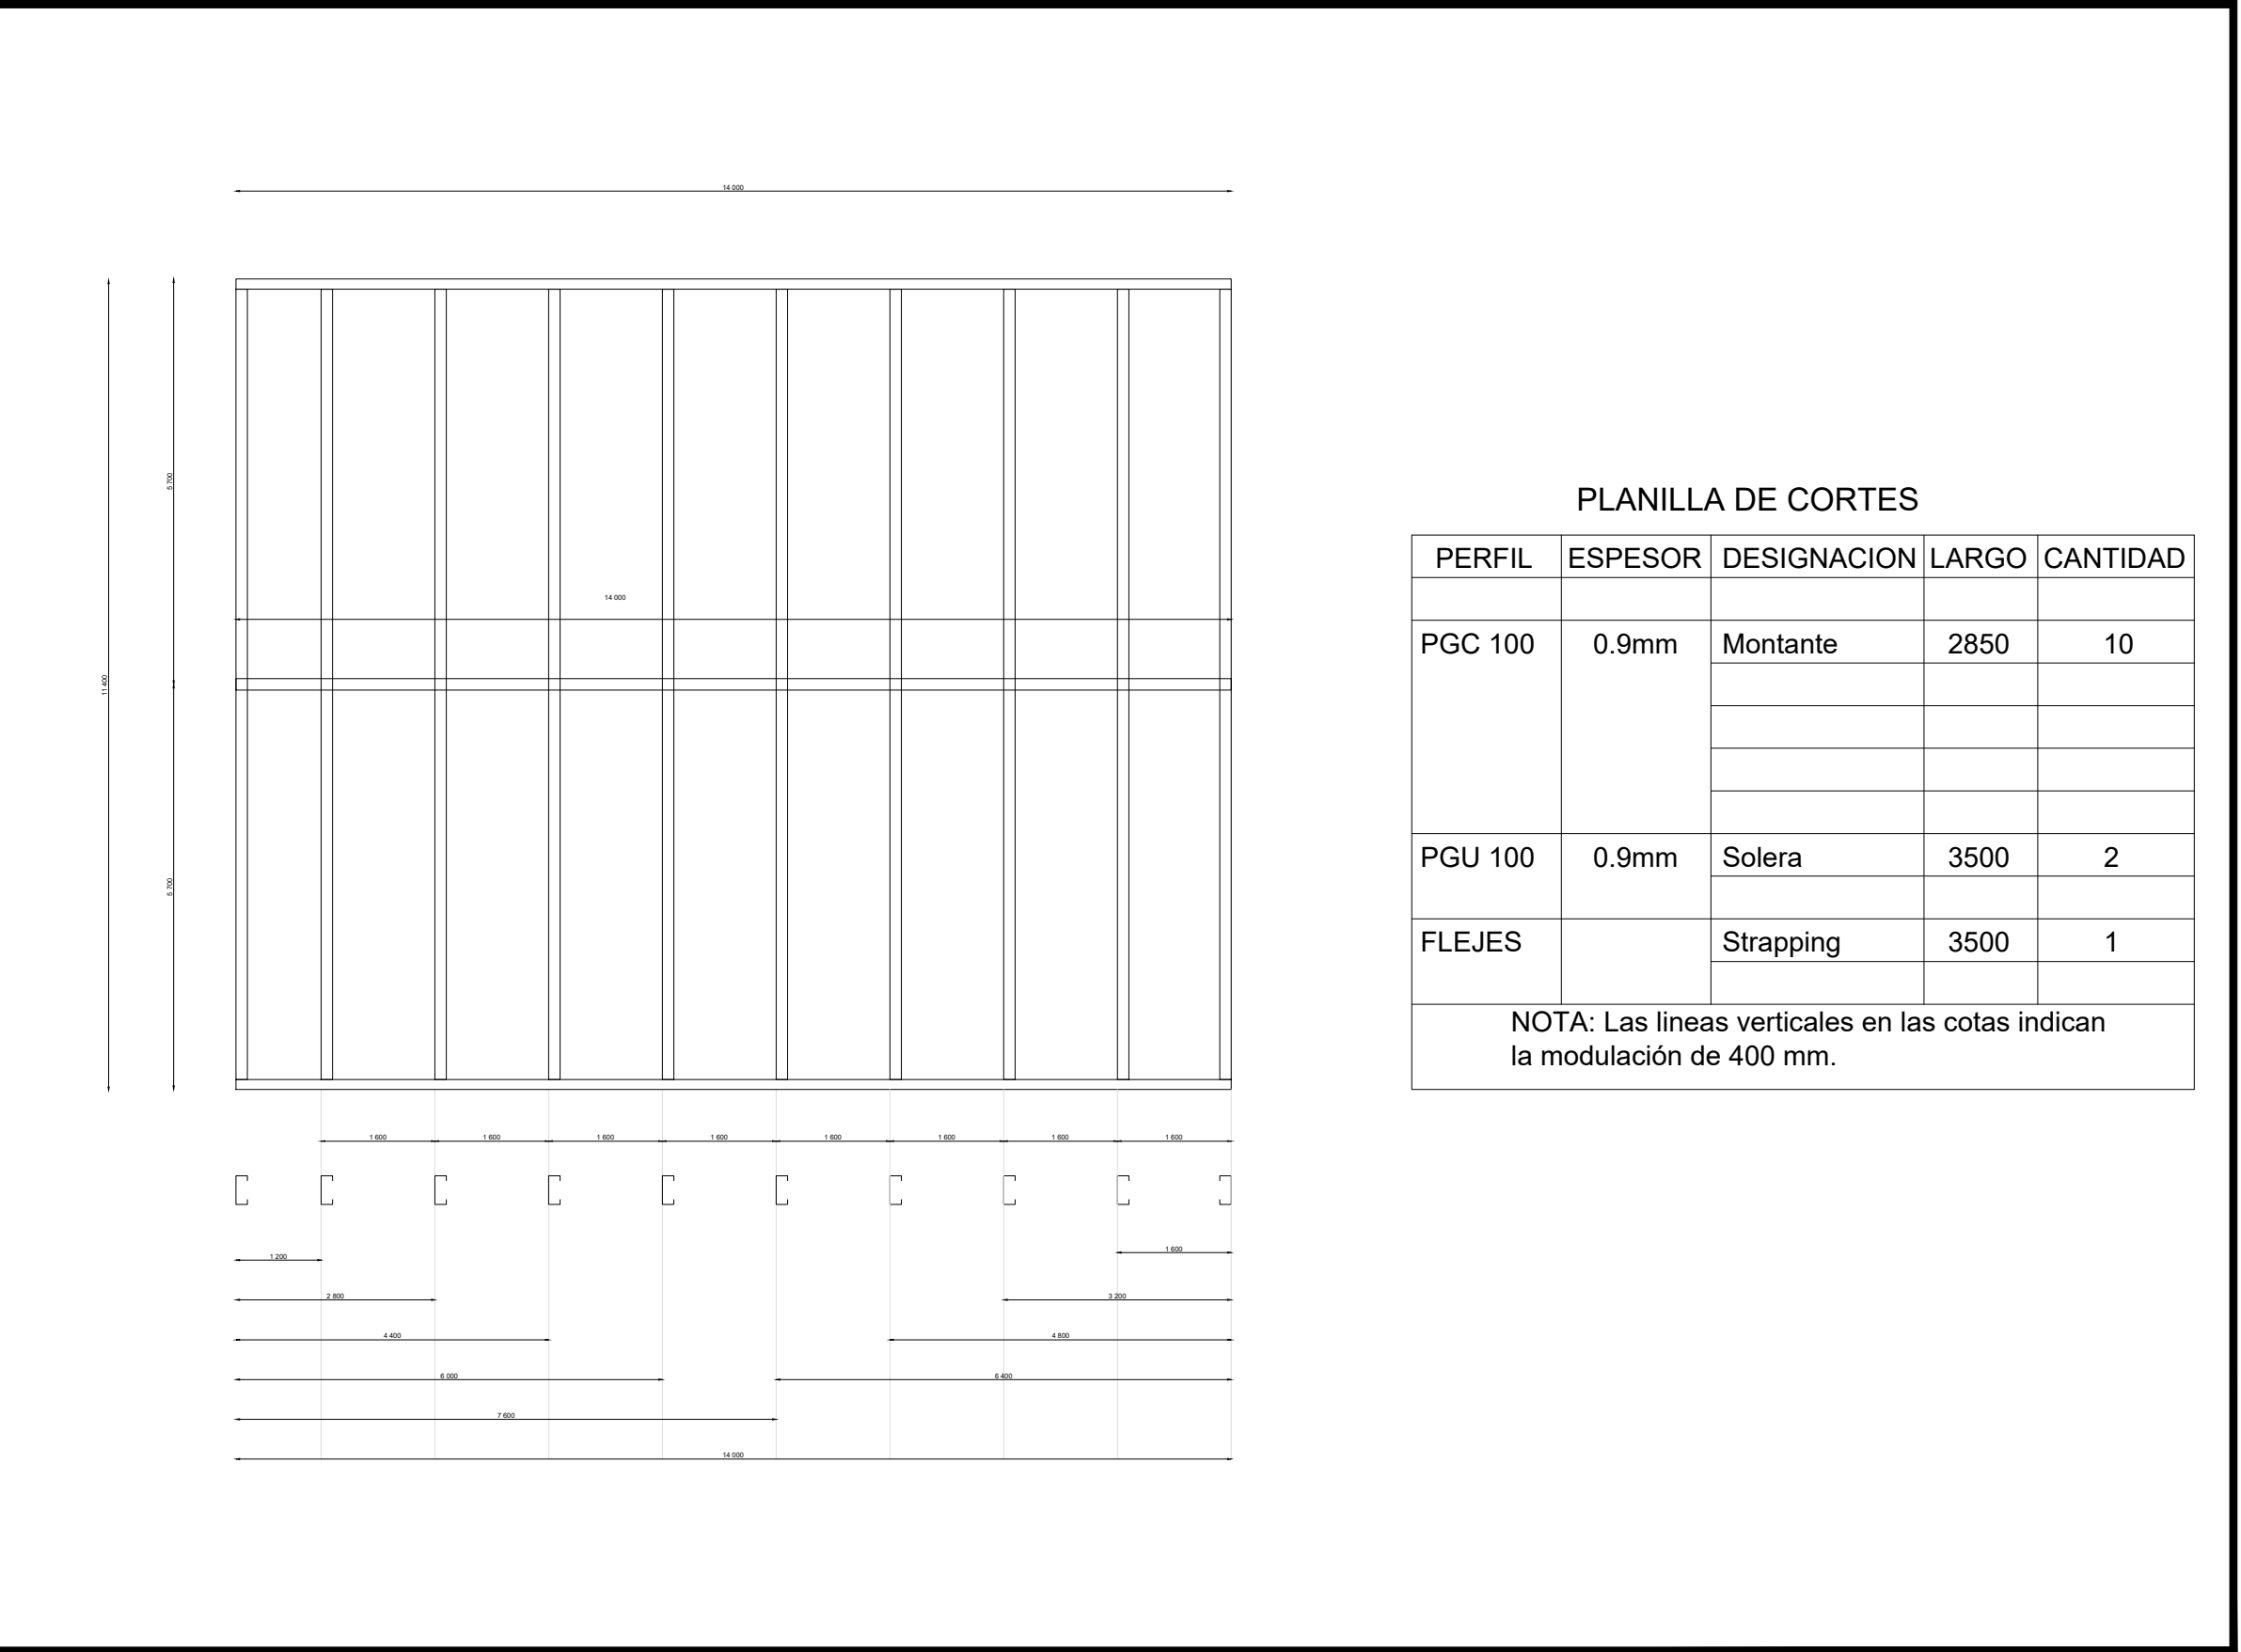 14 000
11 400
5 700
14 000
5 700
1 600 1 600 1 600 1 600 1 600 1 600 1 600 1 600
1 200
1 600
2 800
3 200
4 400
4 800
6 000
6 400
7 600
14 000
PLANILLA DE CORTES
PERFIL ESPESOR DESIGNACION LARGO CANTIDAD
PGC 100 0.9mm Montante 2850 10
PGU 100 0.9mm Solera 3500 2
FLEJES Strapping 3500 1
NOTA: Las lineas verticales en las cotas indican
la modulación de 400 mm.